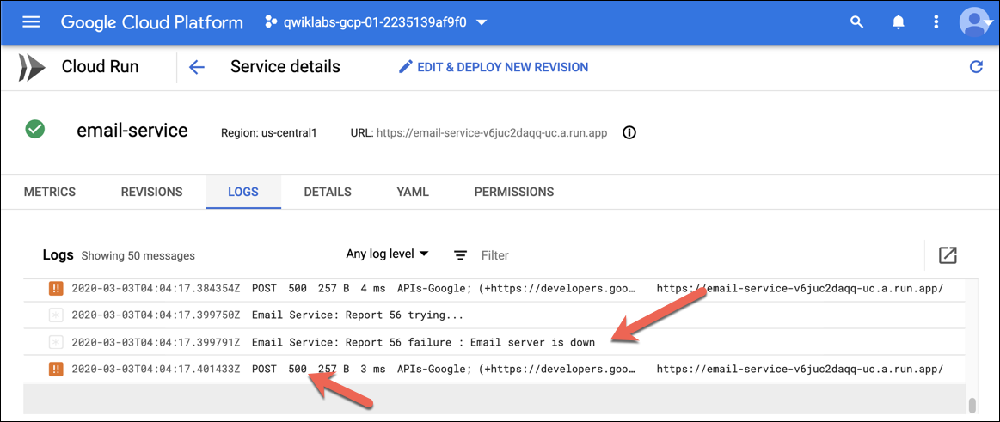 Google Cloud Platform qwiklabs-gcp-01-2235139af9f0
Cloud Run Service details EDIT & DEPLOY NEW REVISION
email-service Region: us-central1 URL: https://email-service-v6juc2daqq-uc.a.run.app
METRICS REVISIONS LOGS DETAILS YAML PERMISSIONS
Logs Showing 50 messages Any log level Filter
!! 2020-03-03T04:04:17.384354Z POST 500 257 B 4 ms APIs-Google; (+https://developers.goo… https://email-service-v6juc2daqq-uc.a.run.app/
2020-03-03T04:04:17.399750Z Email Service: Report 56 trying...
2020-03-03T04:04:17.399791Z Email Service: Report 56 failure : Email server is down
!! 2020-03-03T04:04:17.401433Z POST 500 257 B 3 ms APIs-Google; (+https://developers.goo… https://email-service-v6juc2daqq-uc.a.run.app/